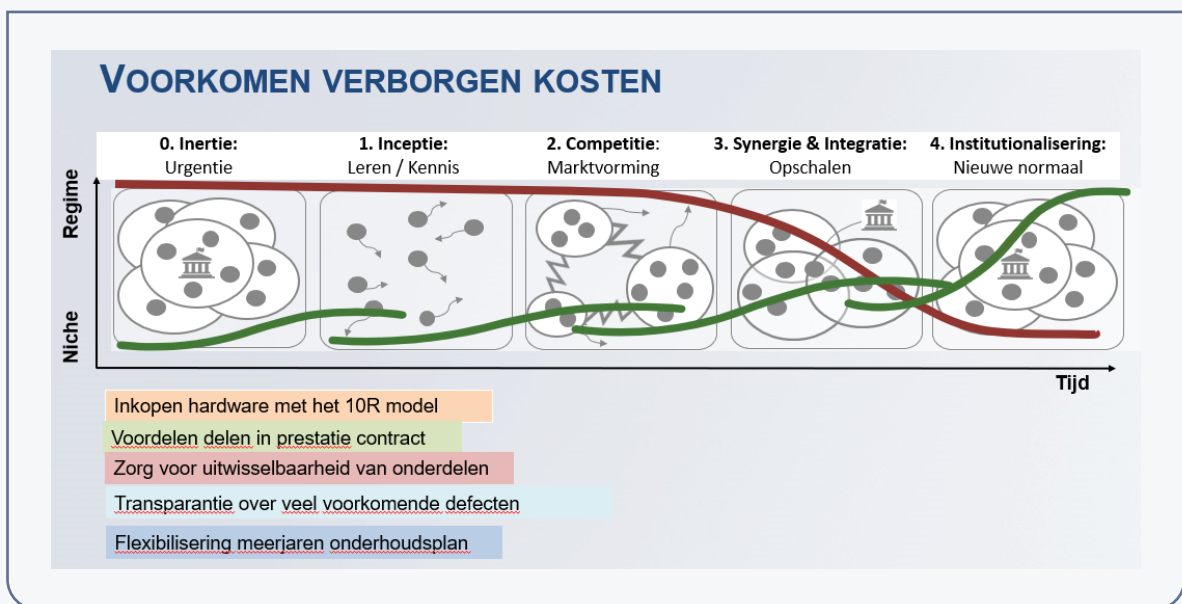 VOORKOMEN VERBORGEN KOSTEN
0. Inertie:
Urgentie
1. Inceptie:
Leren / Kennis
2. Competitie:
Marktvorming
3. Synergie & Integratie:
Opschalen
4. Institutionalisering:
Nieuwe normaal
Regime
Niche
Tijd
Inkopen hardware met het 10R model
Voordelen delen in prestatie contract
Zorg voor uitwisselbaarheid van onderdelen
Transparantie over veel voorkomende defecten
Flexibilisering meerjaren onderhoudsplan